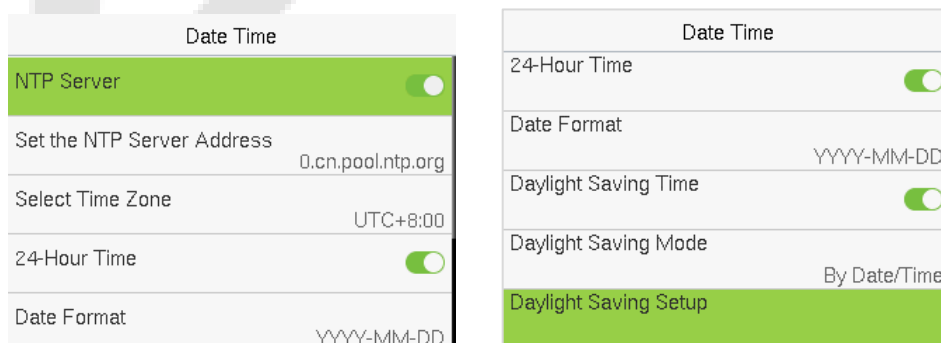 Date Time
NTP Server
Set the NTP Server Address
0.cn.pool.ntp.org
Select Time Zone
UTC+8:00
24-Hour Time
Date Format
YYYY-MM-DD
Date Time
24-Hour Time
Date Format
YYYY-MM-DD
Daylight Saving Time
Daylight Saving Mode
By Date/Time
Daylight Saving Setup